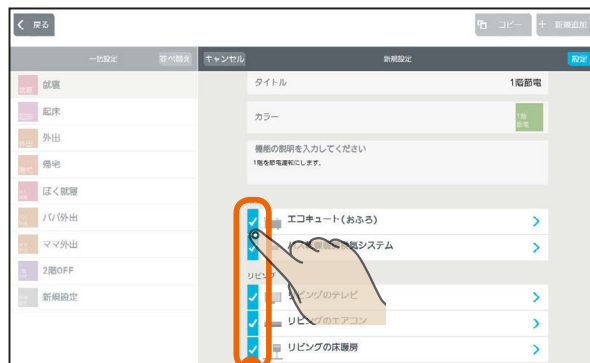 戻る
コピー
+ 新規追加
一括設定
並べ替え
キャンセル
新規設定
設定
就寝
起床
外出
帰宅
ぼく就寝
パパ外出
ママ外出
2階OFF
新規設定
タイトル
1階節電
カラー
1階
節電
機能の説明を入力してください
1階を節電運転にします。
エコキュート(おふろ)
システム
リビング
リビングのテレビ
リビングのエアコン
リビングの床暖房